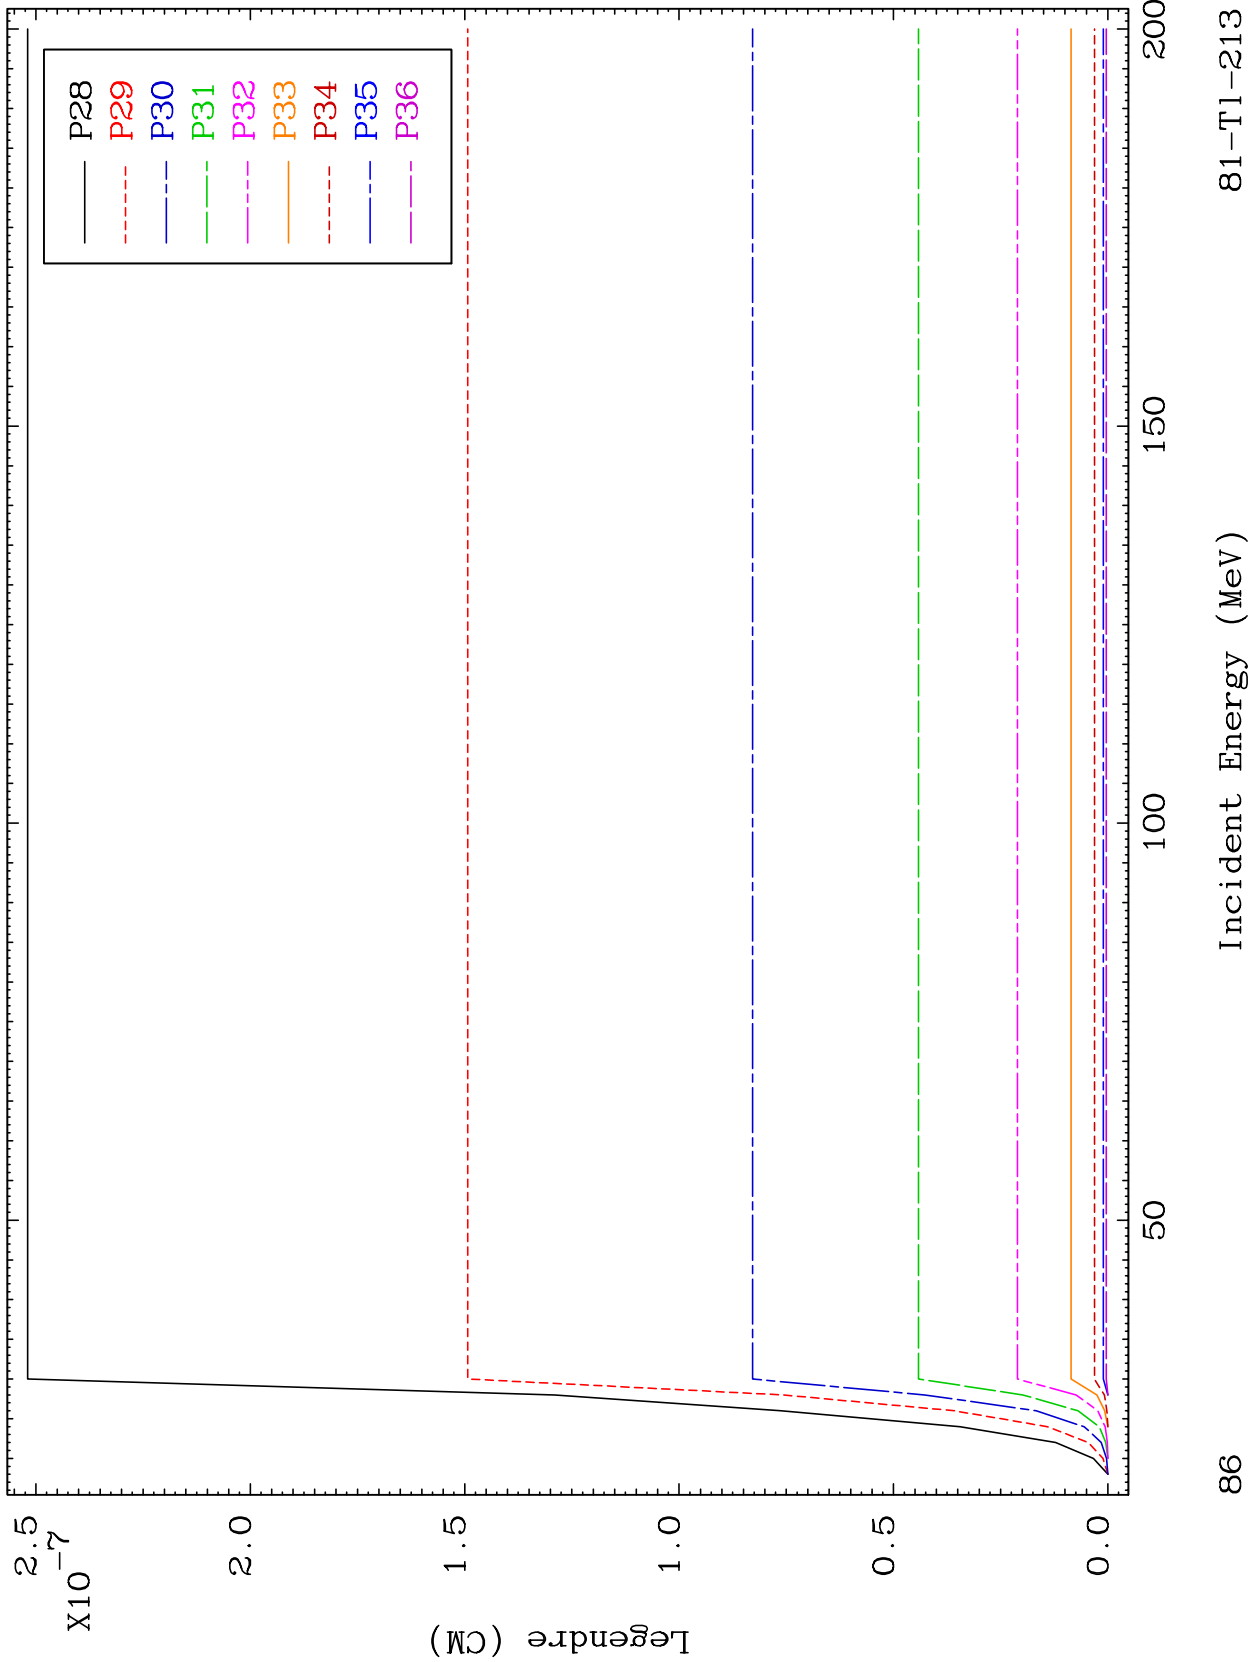 2.5
X10⁻⁷
2.0
1.5
1.0
0.5
0.0
Legendre (CM)
P28
P29
P30
P31
P32
P33
P34
P35
P36
50
100
150
200
Incident Energy (MeV)
86
81-Tl-213